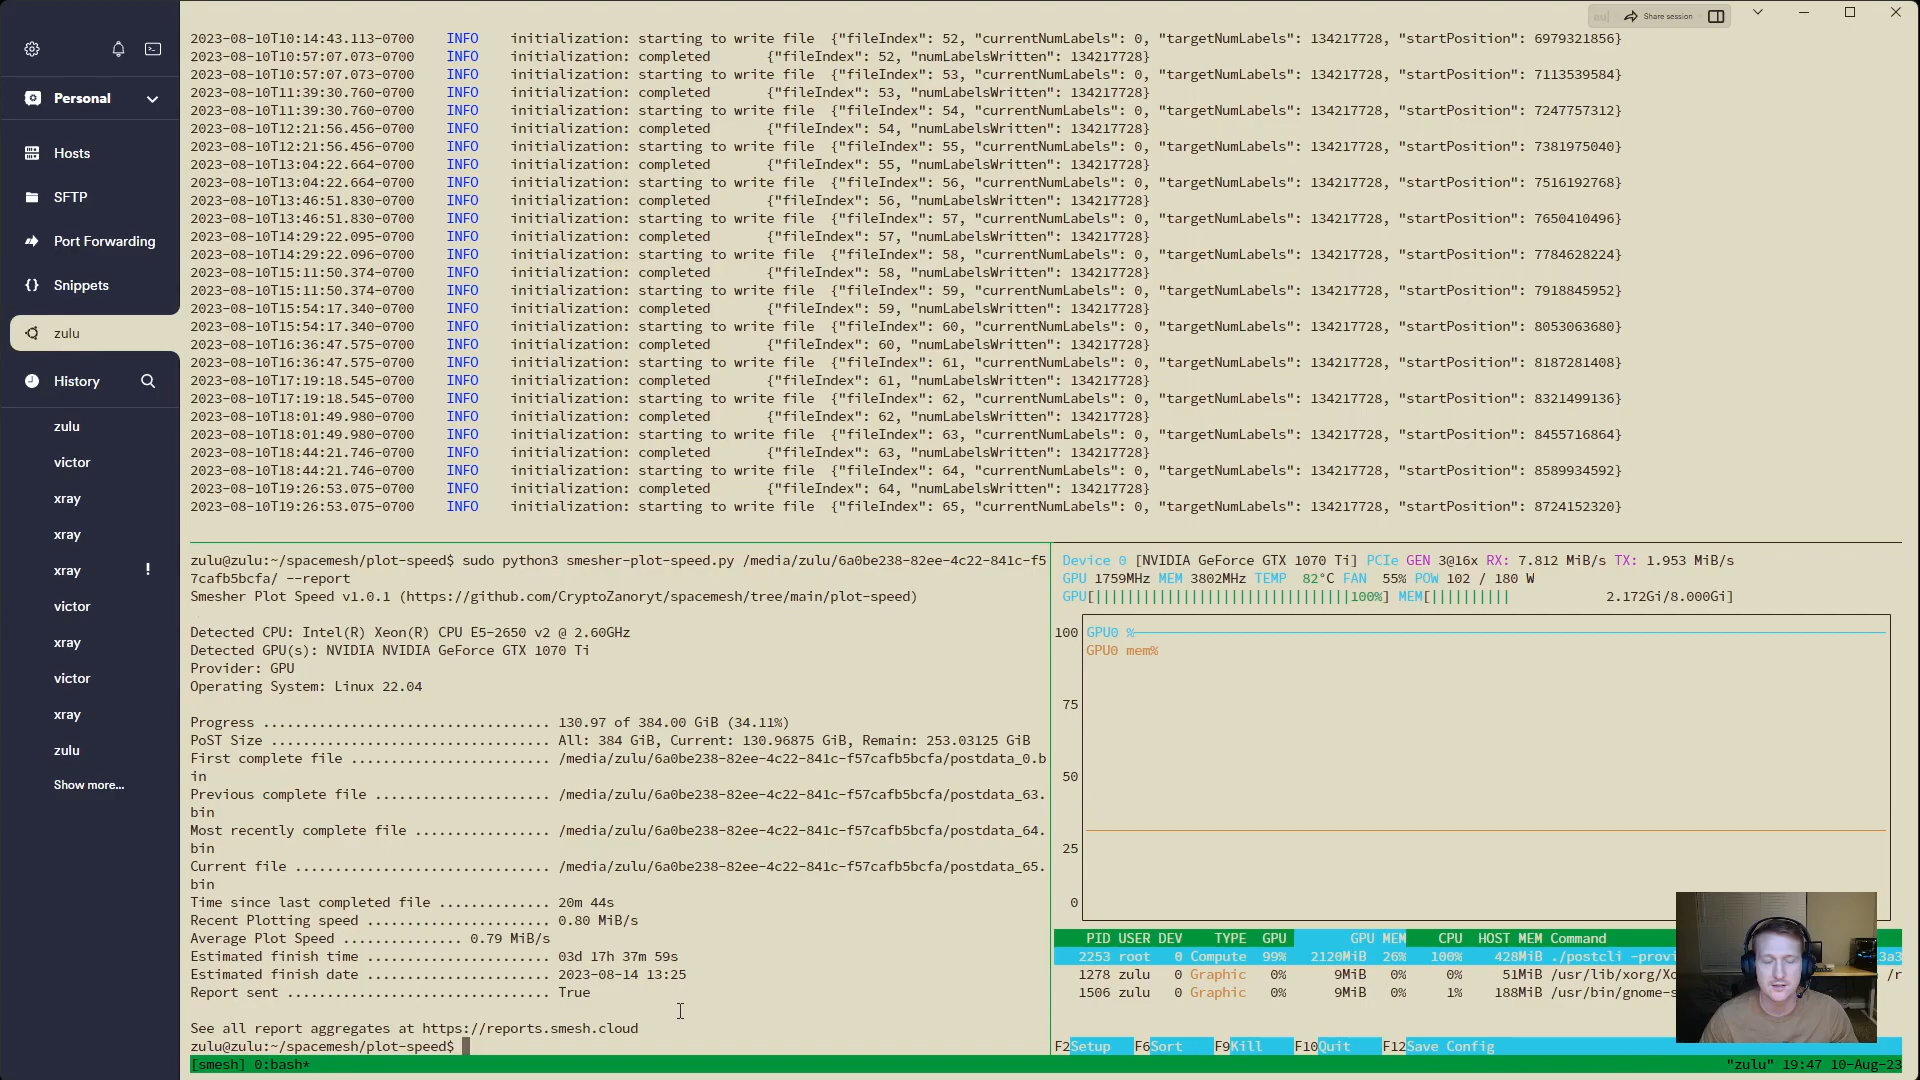 Share session
Personal
Hosts
SFTP
Port Forwarding
Snippets
zulu
History
zulu
victor
xray
xray
xray !
victor
xray
victor
xray
zulu
Show more...
2023-08-10T10:14:43.113-0700 INFO initialization: starting to write file {"fileIndex": 52, "currentNumLabels": 0, "targetNumLabels": 134217728, "startPosition": 6979321856}
2023-08-10T10:57:07.073-0700 INFO initialization: completed {"fileIndex": 52, "numLabelsWritten": 134217728}
2023-08-10T10:57:07.073-0700 INFO initialization: starting to write file {"fileIndex": 53, "currentNumLabels": 0, "targetNumLabels": 134217728, "startPosition": 7113539584}
2023-08-10T11:39:30.760-0700 INFO initialization: completed {"fileIndex": 53, "numLabelsWritten": 134217728}
2023-08-10T11:39:30.760-0700 INFO initialization: starting to write file {"fileIndex": 54, "currentNumLabels": 0, "targetNumLabels": 134217728, "startPosition": 7247757312}
2023-08-10T12:21:56.456-0700 INFO initialization: completed {"fileIndex": 54, "numLabelsWritten": 134217728}
2023-08-10T12:21:56.456-0700 INFO initialization: starting to write file {"fileIndex": 55, "currentNumLabels": 0, "targetNumLabels": 134217728, "startPosition": 7381975040}
2023-08-10T13:04:22.664-0700 INFO initialization: completed {"fileIndex": 55, "numLabelsWritten": 134217728}
2023-08-10T13:04:22.664-0700 INFO initialization: starting to write file {"fileIndex": 56, "currentNumLabels": 0, "targetNumLabels": 134217728, "startPosition": 7516192768}
2023-08-10T13:46:51.830-0700 INFO initialization: completed {"fileIndex": 56, "numLabelsWritten": 134217728}
2023-08-10T13:46:51.830-0700 INFO initialization: starting to write file {"fileIndex": 57, "currentNumLabels": 0, "targetNumLabels": 134217728, "startPosition": 7650410496}
2023-08-10T14:29:22.095-0700 INFO initialization: completed {"fileIndex": 57, "numLabelsWritten": 134217728}
2023-08-10T14:29:22.096-0700 INFO initialization: starting to write file {"fileIndex": 58, "currentNumLabels": 0, "targetNumLabels": 134217728, "startPosition": 7784628224}
2023-08-10T15:11:50.374-0700 INFO initialization: completed {"fileIndex": 58, "numLabelsWritten": 134217728}
2023-08-10T15:11:50.374-0700 INFO initialization: starting to write file {"fileIndex": 59, "currentNumLabels": 0, "targetNumLabels": 134217728, "startPosition": 7918845952}
2023-08-10T15:54:17.340-0700 INFO initialization: completed {"fileIndex": 59, "numLabelsWritten": 134217728}
2023-08-10T15:54:17.340-0700 INFO initialization: starting to write file {"fileIndex": 60, "currentNumLabels": 0, "targetNumLabels": 134217728, "startPosition": 8053063680}
2023-08-10T16:36:47.575-0700 INFO initialization: completed {"fileIndex": 60, "numLabelsWritten": 134217728}
2023-08-10T16:36:47.575-0700 INFO initialization: starting to write file {"fileIndex": 61, "currentNumLabels": 0, "targetNumLabels": 134217728, "startPosition": 8187281408}
2023-08-10T17:19:18.545-0700 INFO initialization: completed {"fileIndex": 61, "numLabelsWritten": 134217728}
2023-08-10T17:19:18.545-0700 INFO initialization: starting to write file {"fileIndex": 62, "currentNumLabels": 0, "targetNumLabels": 134217728, "startPosition": 8321499136}
2023-08-10T18:01:49.980-0700 INFO initialization: completed {"fileIndex": 62, "numLabelsWritten": 134217728}
2023-08-10T18:01:49.980-0700 INFO initialization: starting to write file {"fileIndex": 63, "currentNumLabels": 0, "targetNumLabels": 134217728, "startPosition": 8455716864}
2023-08-10T18:44:21.746-0700 INFO initialization: completed {"fileIndex": 63, "numLabelsWritten": 134217728}
2023-08-10T18:44:21.746-0700 INFO initialization: starting to write file {"fileIndex": 64, "currentNumLabels": 0, "targetNumLabels": 134217728, "startPosition": 8589934592}
2023-08-10T19:26:53.075-0700 INFO initialization: completed {"fileIndex": 64, "numLabelsWritten": 134217728}
2023-08-10T19:26:53.075-0700 INFO initialization: starting to write file {"fileIndex": 65, "currentNumLabels": 0, "targetNumLabels": 134217728, "startPosition": 8724152320}
zulu@zulu:~/spacemesh/plot-speed$ sudo python3 smesher-plot-speed.py /media/zulu/6a0be238-82ee-4c22-841c-f5
7cafb5bcfa/ --report
Smesher Plot Speed v1.0.1 (https://github.com/CryptoZanoryt/spacemesh/tree/main/plot-speed)
Detected CPU: Intel(R) Xeon(R) CPU E5-2650 v2 @ 2.60GHz
Detected GPU(s): NVIDIA NVIDIA GeForce GTX 1070 Ti
Provider: GPU
Operating System: Linux 22.04
Progress .................................... 130.97 of 384.00 GiB (34.11%)
PoST Size ................................... All: 384 GiB, Current: 130.96875 GiB, Remain: 253.03125 GiB
First complete file ......................... /media/zulu/6a0be238-82ee-4c22-841c-f57cafb5bcfa/postdata_0.b
in
Previous complete file ...................... /media/zulu/6a0be238-82ee-4c22-841c-f57cafb5bcfa/postdata_63.
bin
Most recently complete file ................. /media/zulu/6a0be238-82ee-4c22-841c-f57cafb5bcfa/postdata_64.
bin
Current file ................................ /media/zulu/6a0be238-82ee-4c22-841c-f57cafb5bcfa/postdata_65.
bin
Time since last completed file .............. 20m 44s
Recent Plotting speed ....................... 0.80 MiB/s
Average Plot Speed ............... 0.79 MiB/s
Estimated finish time ....................... 03d 17h 37m 59s
Estimated finish date ....................... 2023-08-14 13:25
Report sent ................................. True
See all report aggregates at https://reports.smesh.cloud
zulu@zulu:~/spacemesh/plot-speed$
Device 0 [NVIDIA GeForce GTX 1070 Ti] PCIe GEN 3@16x RX: 7.812 MiB/s TX: 1.953 MiB/s
GPU 1759MHz MEM 3802MHz TEMP 82°C FAN 55% POW 102 / 180 W
GPU[||||||||||||||||||||||||||||||||100%] MEM[|||||||||| 2.172Gi/8.000Gi]
100 GPU0 %
GPU0 mem%
75
50
25
0
PID USER DEV TYPE GPU GPU MEM CPU HOST MEM Command
2253 root 0 Compute 99% 2120MiB 26% 100% 428MiB ./postcli -provi 3a3
1278 zulu 0 Graphic 0% 9MiB 0% 0% 51MiB /usr/lib/xorg/Xo /r
1506 zulu 0 Graphic 0% 9MiB 0% 1% 188MiB /usr/bin/gnome-s
F2Setup F6Sort F9Kill F10Quit F12Save Config
[smesh] 0:bash* "zulu" 19:47 10-Aug-23